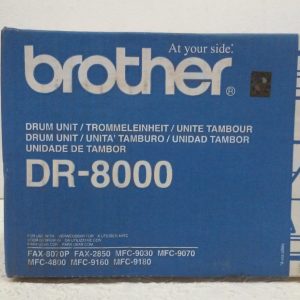 At your side.
brother®
DRUM UNIT / TROMMELEINHEIT / UNITE TAMBOUR
DRUM UNIT / UNITA' TAMBURO / UNIDAD TAMBOR
UNIDADE DE TAMBOR
DR-8000
FAX-8070P FAX-2850 MFC-9030 MFC-9070
MFC-4800 MFC-9160 MFC-9180